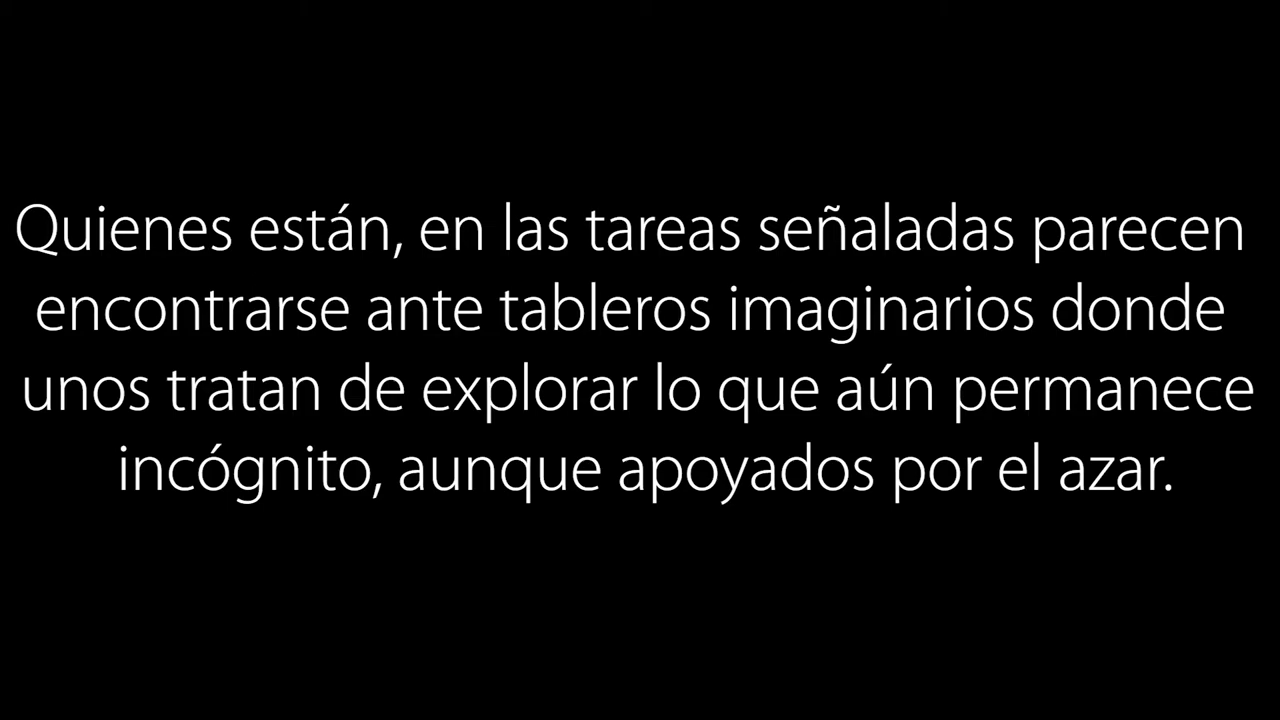 Quienes están, en las tareas señaladas parecen
encontrarse ante tableros imaginarios donde
unos tratan de explorar lo que aún permanece
incógnito, aunque apoyados por el azar.